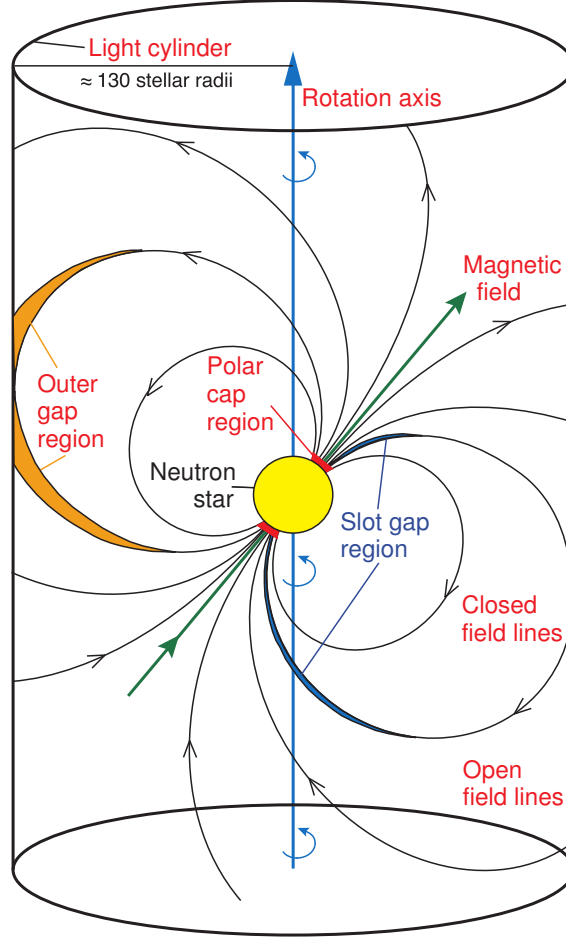 Light cylinder
≈ 130 stellar radii
Rotation axis
Magnetic
field
Polar
cap
region
Outer
gap
region
Neutron
star
Slot gap
region
Closed
field lines
Open
field lines